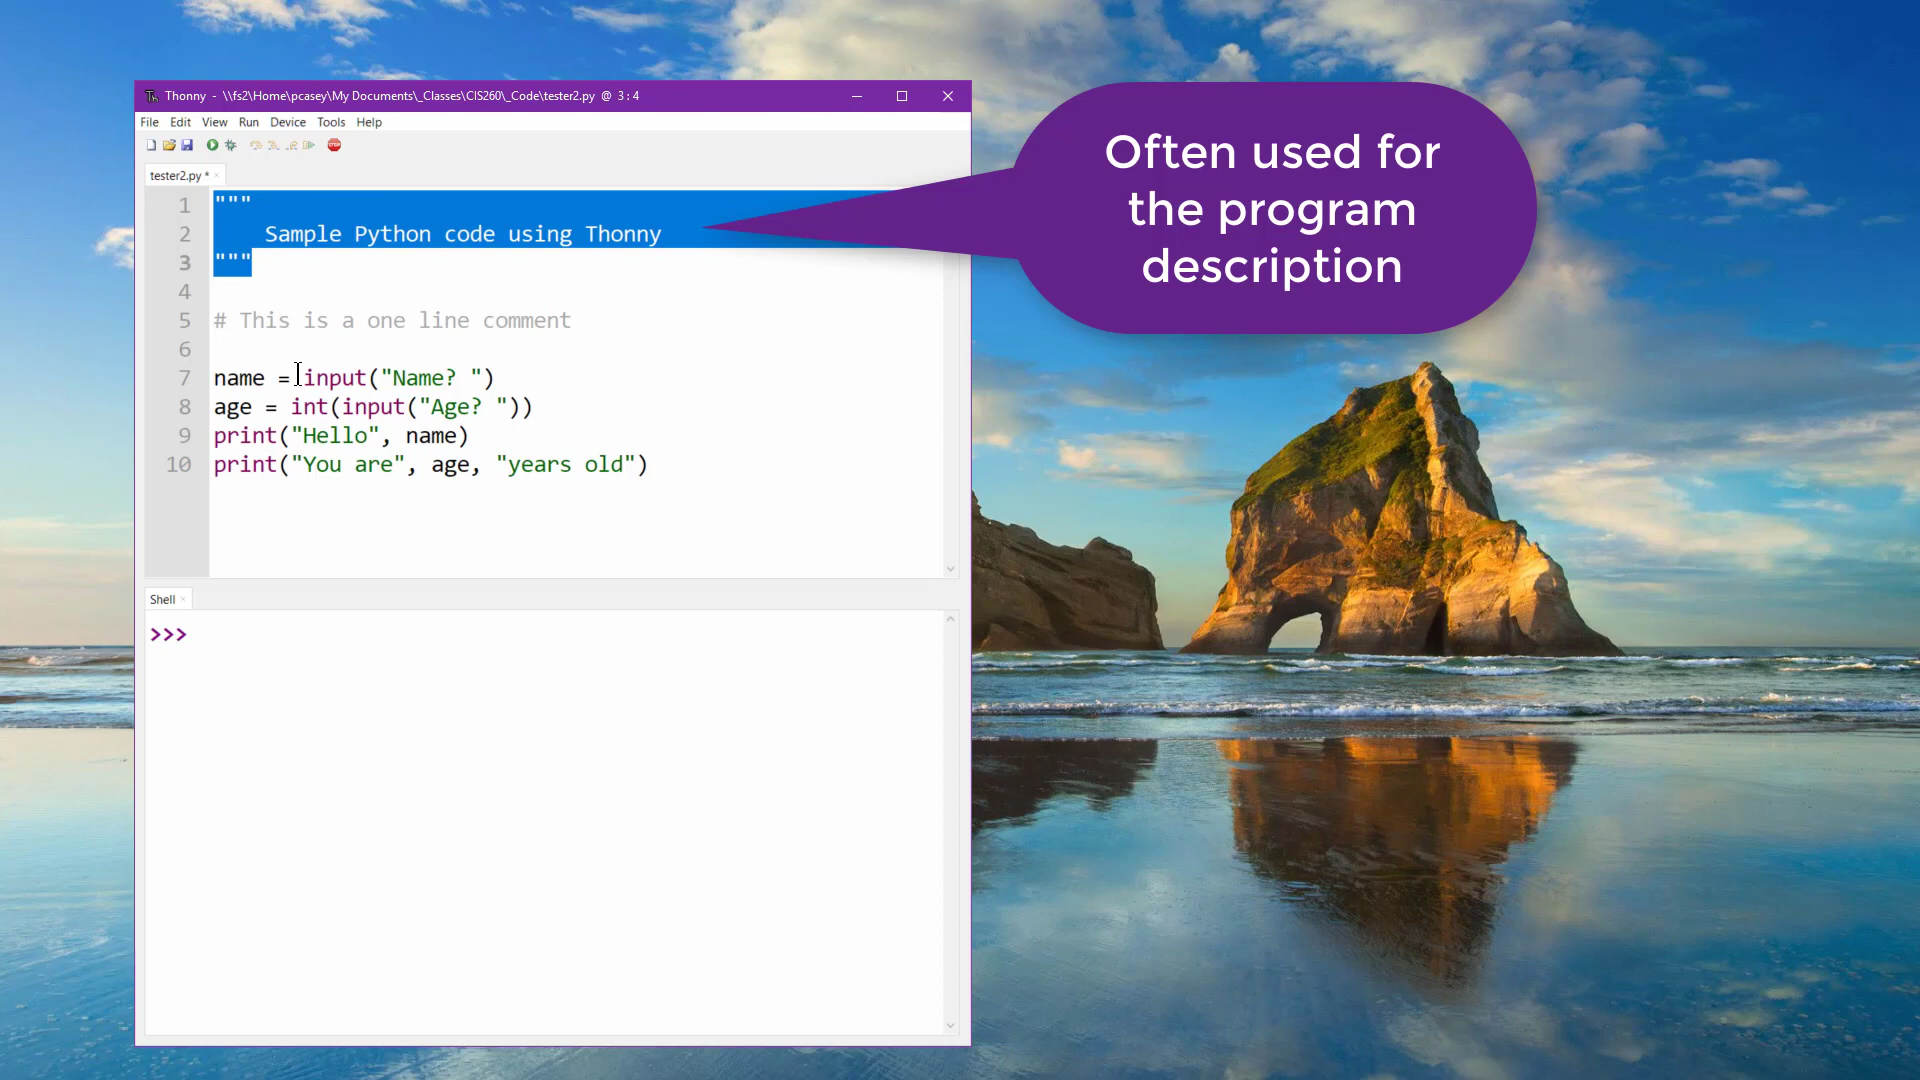 Thonny - \\fs2\Home\pcasey\My Documents\_Classes\CIS260\_Code\tester2.py @ 3:4
File Edit View Run Device Tools Help
STOP
tester2.py *
1 """
2 Sample Python code using Thonny
3 """
4
5 # This is a one line comment
6
7 name = input("Name? ")
8 age = int(input("Age? "))
9 print("Hello", name)
10 print("You are", age, "years old")
Shell
>>>
Often used for
the program
description